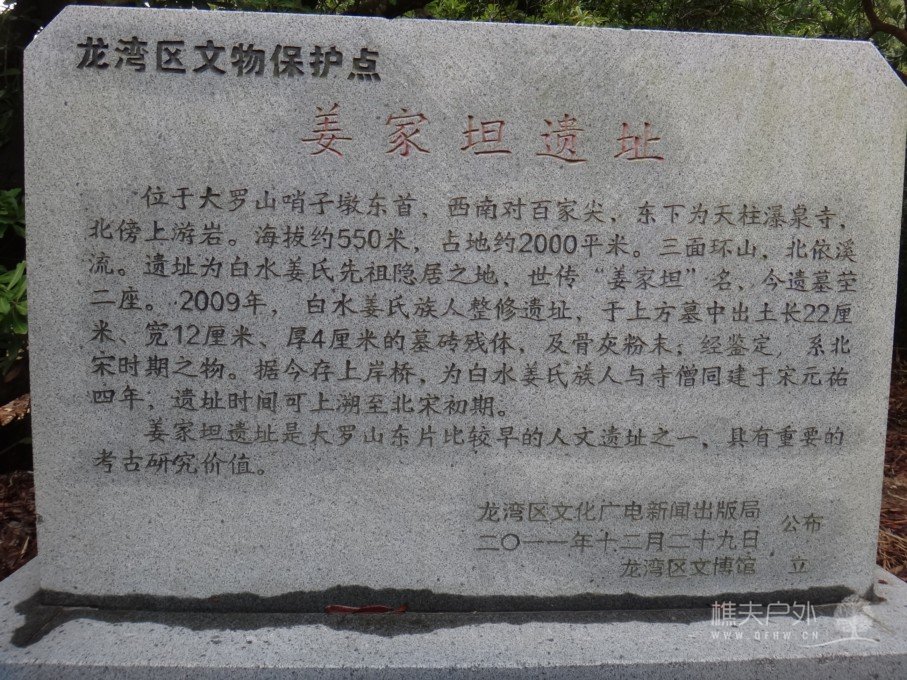 龙湾区文物保护点
姜家坦遗址
位于大罗山哨子墩东首，西南对百家尖，东下为天柱瀑泉寺，
北傍上游岩。海拔约550米，占地约2000平米。三面环山，北依溪
流。遗址为白水姜氏先祖隐居之地，世传“姜家坦”名、今遗墓茔
二座。2009年，白水姜氏族人整修遗址，于上方墓中出土长22厘
米、宽12厘米、厚4厘米的墓砖残体，及骨灰粉末；经鉴定，系北
宋时期之物。据今存上岸桥，为白水姜氏族人与寺僧同建于宋元祐
四年，遗址时间可上溯至北宋初期。
姜家坦遗址是大罗山东片比较早的人文遗址之一，具有重要的
考古研究价值。
龙湾区文化广电新闻出版局 公布
二〇一一年十二月二十九日
龙湾区文博馆 立
樵夫户外
WWW.QFHW.CN